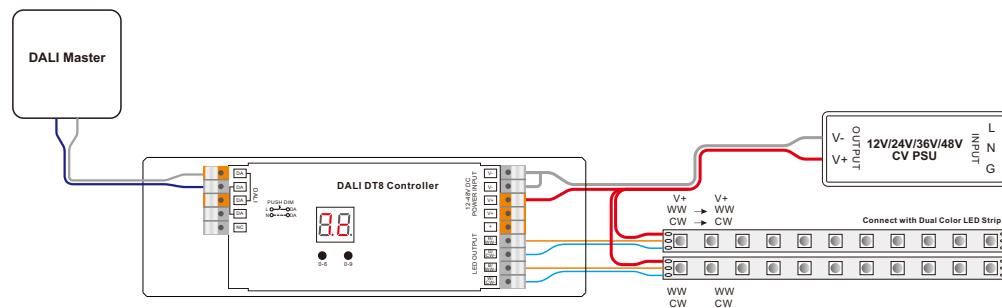 DALI Master
DA
DA
DA
DA
NC
DALI
PUSH DIM
L DA
N DA
DALI DT8 Controller
0-6
0-9
12-48V DC
POWER INPUT
V-
V-
V+
V+
+
LED OUTPUT
V-
V+
OUTPUT
12V/24V/36V/48V
CV PSU
INPUT
L
N
G
V+ V+
WW → WW
CW → CW
Connect with Dual Color LED Strip
WW WW
CW CW